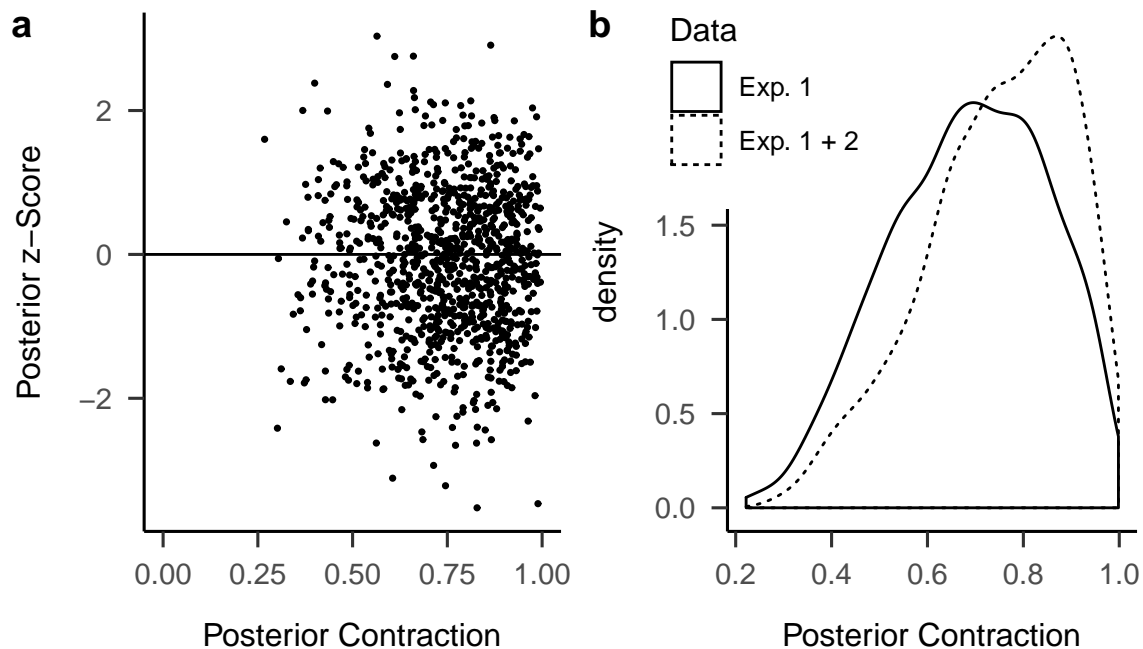 a
Posterior z−Score
2
0
−2
0.00 0.25 0.50 0.75 1.00
Posterior Contraction
b
Data
Exp. 1
Exp. 1 + 2
density
1.5
1.0
0.5
0.0
0.2 0.4 0.6 0.8 1.0
Posterior Contraction